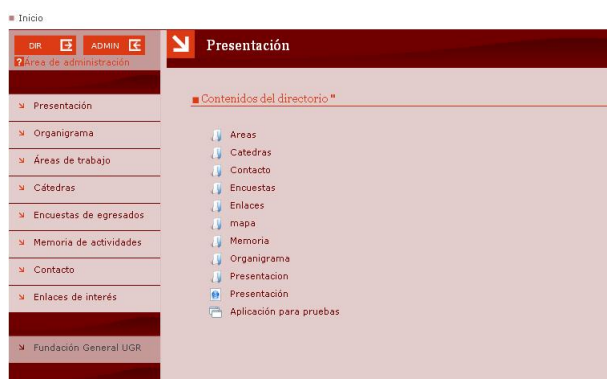 Inicio
DIR
ADMIN
?Área de administración
Presentación
Organigrama
Áreas de trabajo
Cátedras
Encuestas de egresados
Memoria de actividades
Contacto
Enlaces de interés
Fundación General UGR
Presentación
Contenidos del directorio "
Areas
Catedras
Contacto
Encuestas
Enlaces
mapa
Memoria
Organigrama
Presentacion
Presentación
Aplicación para pruebas